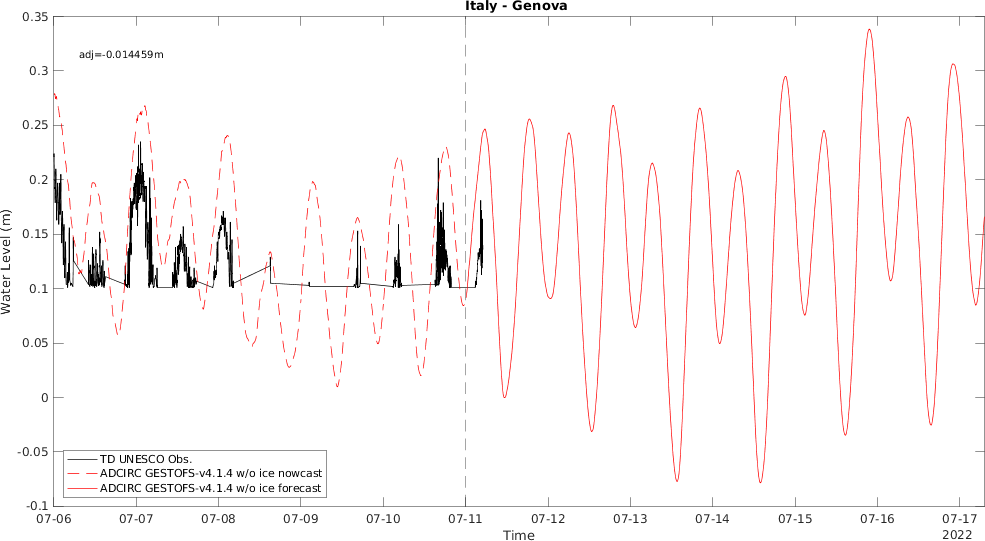 Italy - Genova
0.35
adj=-0.014459m
0.3
0.25
0.2
0.15
0.1
0.05
0
-0.05
-0.1
Water Level (m)
TD UNESCO Obs.
ADCIRC GESTOFS-v4.1.4 w/o ice nowcast
ADCIRC GESTOFS-v4.1.4 w/o ice forecast
07-06 07-07 07-08 07-09 07-10 07-11 07-12 07-13 07-14 07-15 07-16 07-17
Time
2022